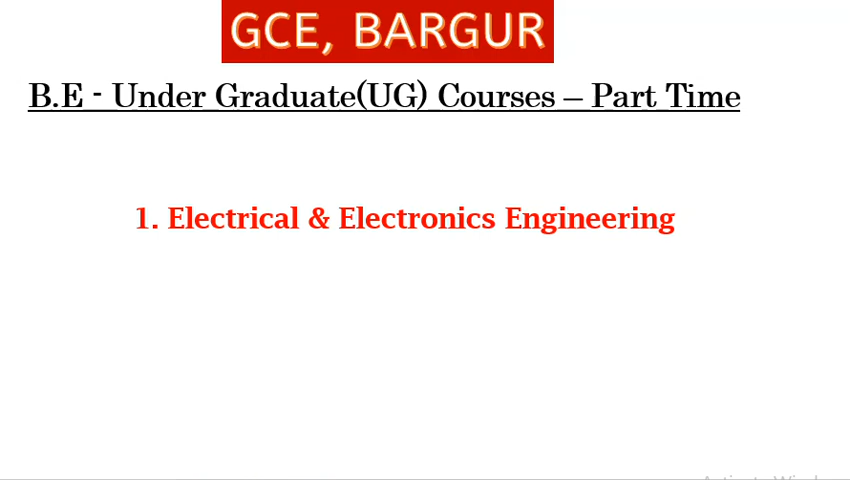 GCE, BARGUR
B.E - Under Graduate(UG) Courses – Part Time
1. Electrical & Electronics Engineering